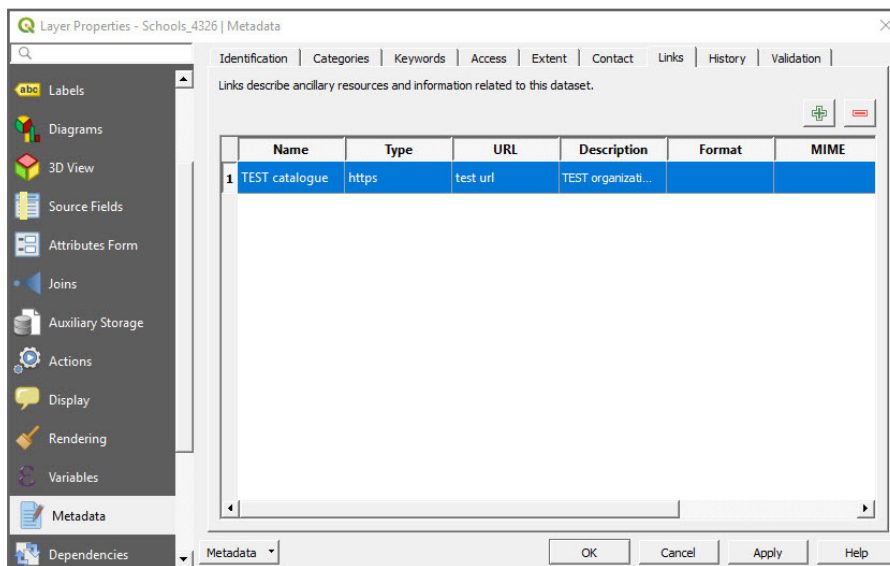 Layer Properties - Schools_4326 | Metadata
Identification Categories Keywords Access Extent Contact Links History Validation
Links describe ancillary resources and information related to this dataset.
abc Labels
Diagrams
3D View
Source Fields
Attributes Form
Joins
Auxiliary Storage
Actions
Display
Rendering
Variables
Metadata
Dependencies
Name Type URL Description Format MIME
1 TEST catalogue https test url TEST organizati...
Metadata OK Cancel Apply Help